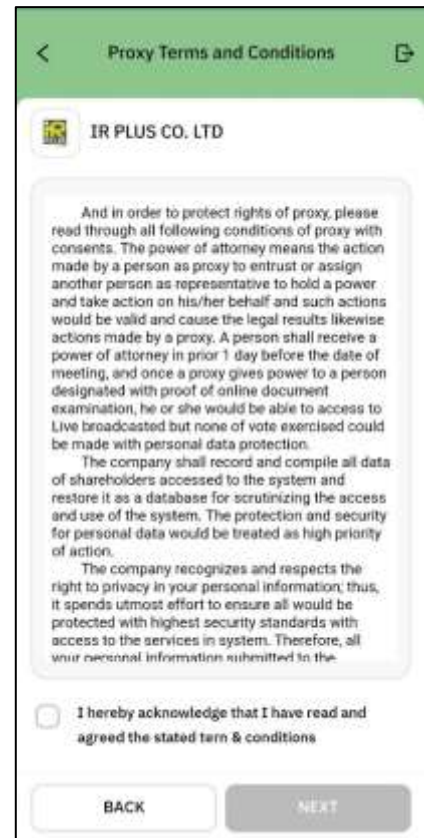 Proxy Terms and Conditions
IR PLUS CO. LTD
And in order to protect rights of proxy, please
read through all following conditions of proxy with
consents. The power of attorney means the action
made by a person as proxy to entrust or assign
another person as representative to hold a power
and take action on his/her behalf and such actions
would be valid and cause the legal results likewise
actions made by a proxy. A person shall receive a
power of attorney in prior 1 day before the date of
meeting, and once a proxy gives power to a person
designated with proof of online document
examination, he or she would be able to access to
Live broadcasted but none of vote exercised could
be made with personal data protection.
The company shall record and compile all data
of shareholders accessed to the system and
restore it as a database for scrutinizing the access
and use of the system. The protection and security
for personal data would be treated as high priority
of action.
The company recognizes and respects the
right to privacy in your personal information; thus,
it spends utmost effort to ensure all would be
protected with highest security standards with
access to the services in system. Therefore, all
your personal information submitted to the
I hereby acknowledge that I have read and
agreed the stated tern & conditions
BACK
NEXT